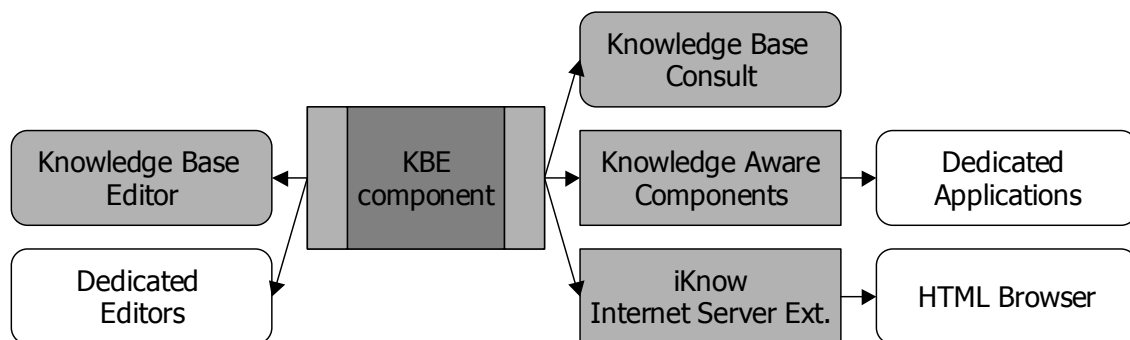 Knowledge Base
Consult
Knowledge Base
Editor
KBE
component
Knowledge Aware
Components
Dedicated
Applications
Dedicated
Editors
iKnow
Internet Server Ext.
HTML Browser